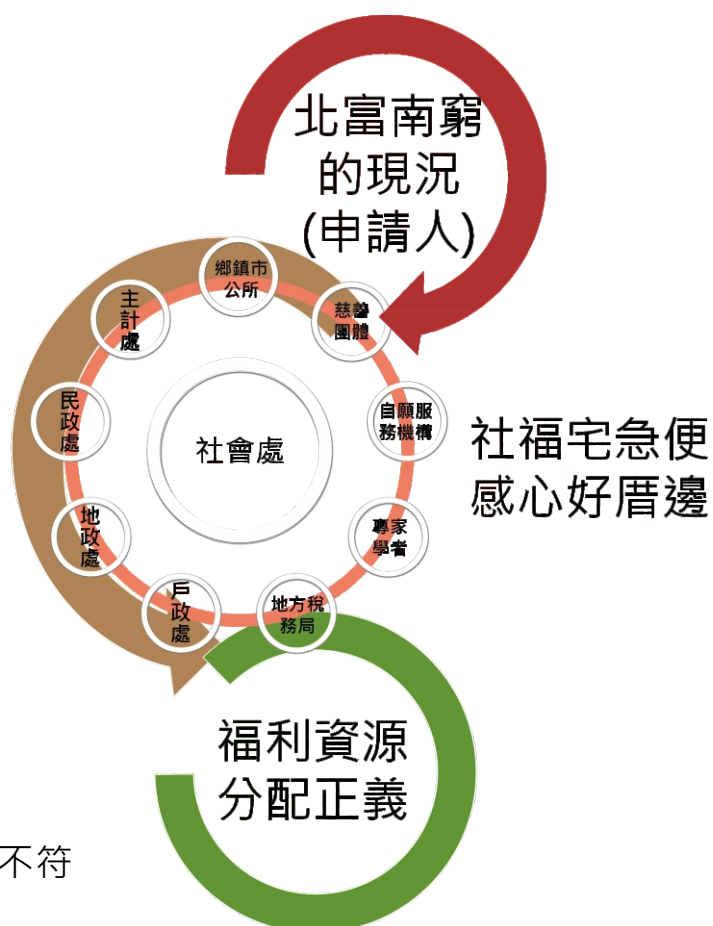 北富南窮
的現況
(申請人)
鄉鎮市
公所
慈善
團體
主
計
處
自願服
務機構
民
政
處
社會處
社福宅急便
感心好厝邊
專家
學者
地
政
處
戶
政
處
地方稅
務局
福利資源
分配正義
不符